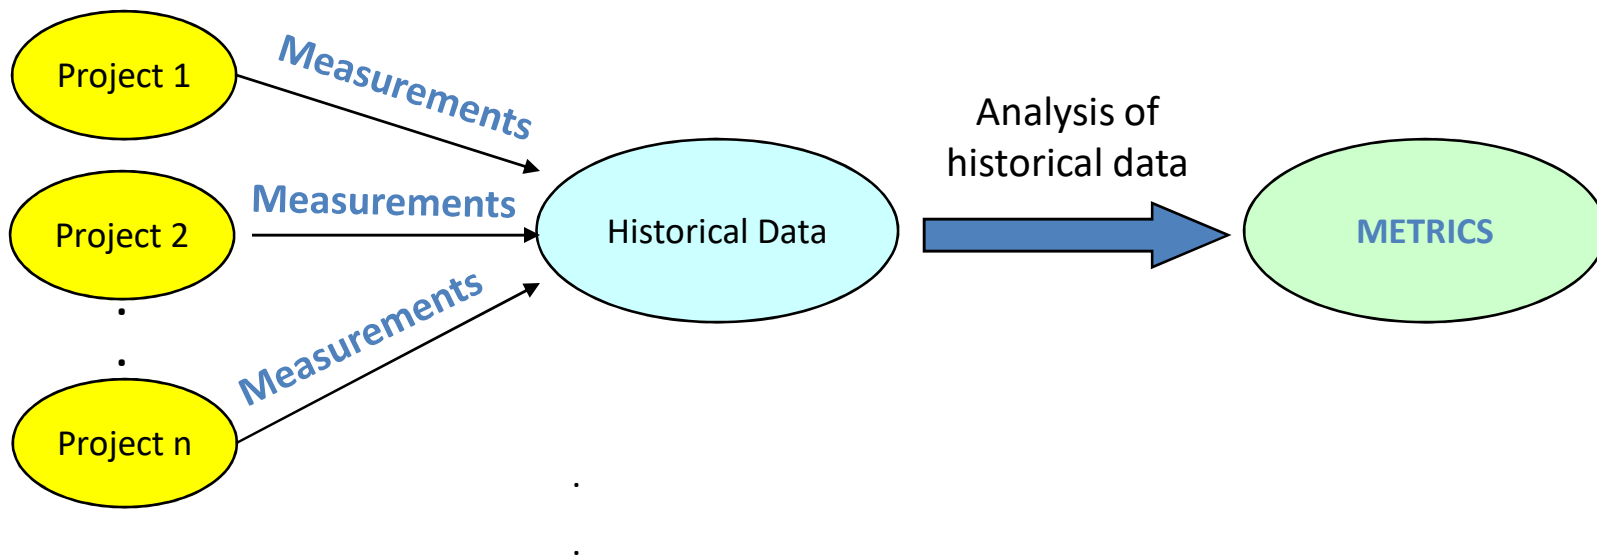 Project 1
Measurements
Project 2
Measurements
.
.
Project n
Measurements
Historical Data
Analysis of
historical data
METRICS
.
.